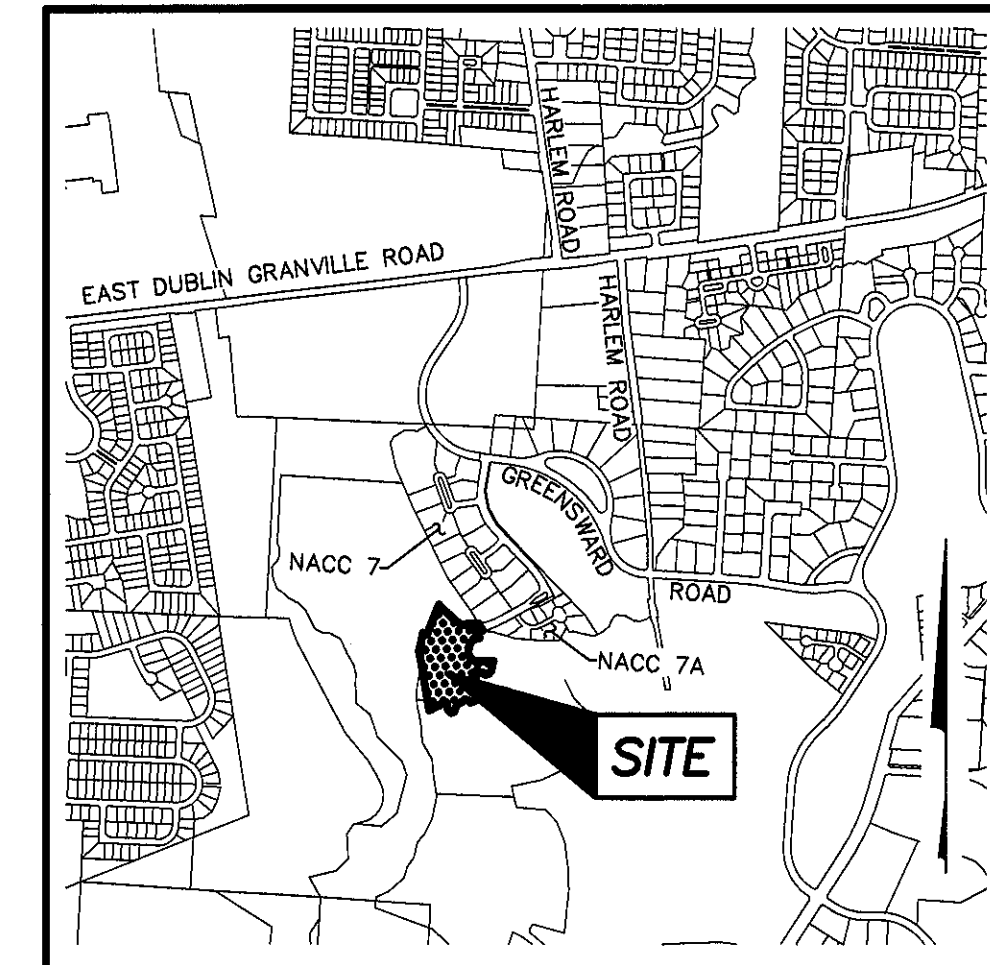 HARLEM ROAD
EAST DUBLIN GRANVILLE ROAD
HARLEM ROAD
GREENSWARD
ROAD
NACC 7
NACC 7A
SITE